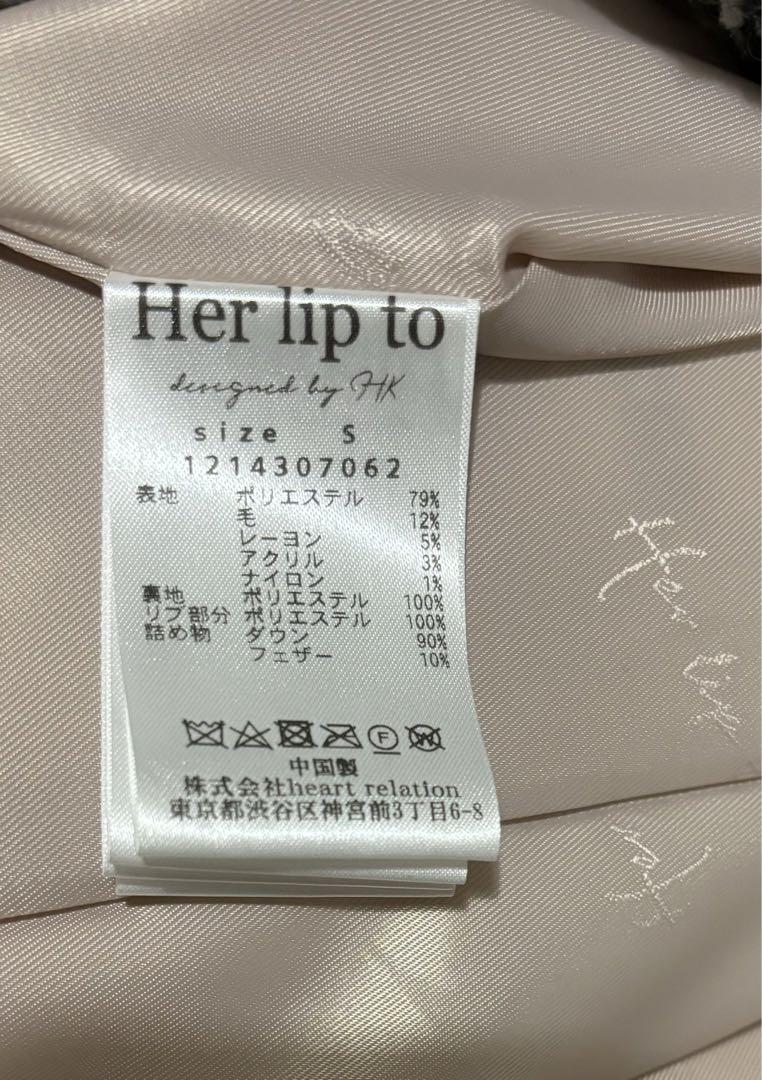 Her lip to
designed by HK
size S
1214307062
表地 ポリエステル 79%
毛 12%
レーヨン 5%
アクリル 3%
ナイロン 1%
裏地 ポリエステル 100%
リブ部分 ポリエステル 100%
詰め物 ダウン 90%
フェザー 10%
F W
中国製
株式会社heart relation
東京都渋谷区神宮前3丁目6-8
Her lip